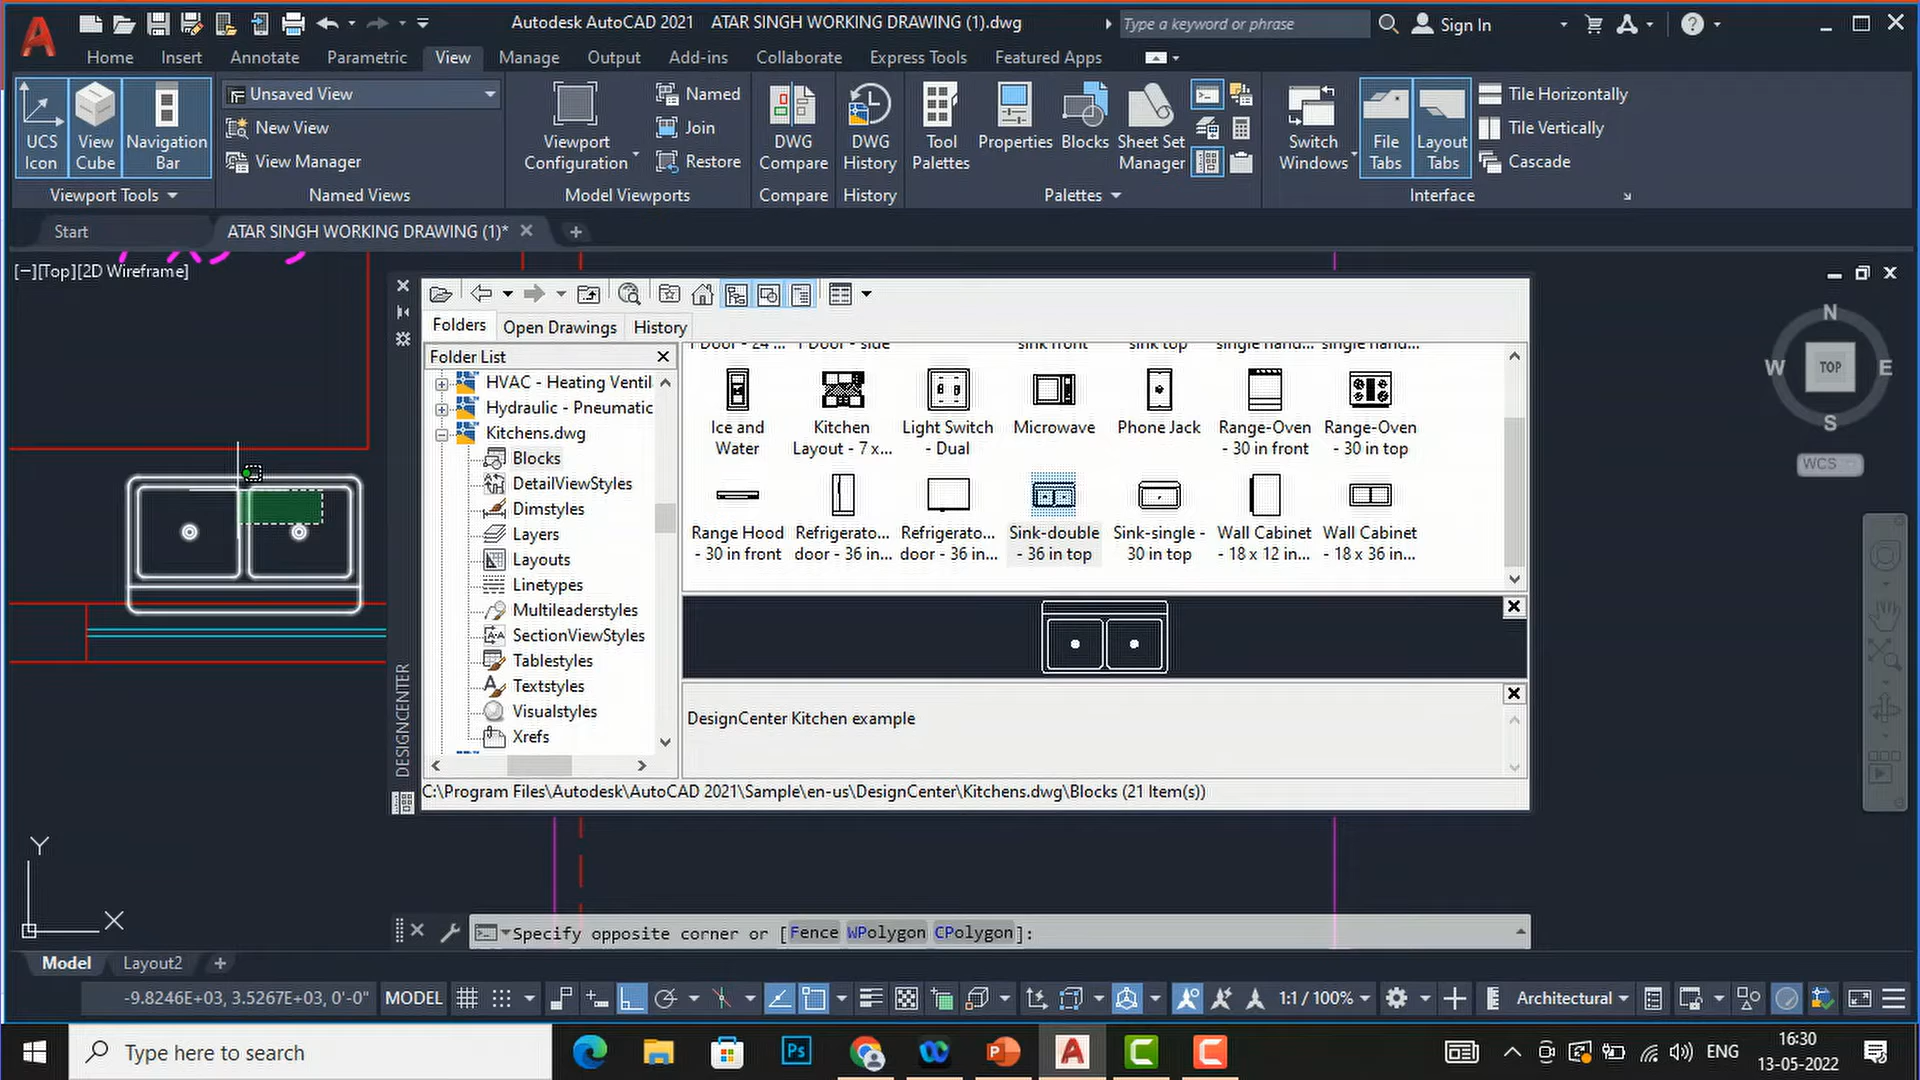 Autodesk AutoCAD 2021 ATAR SINGH WORKING DRAWING (1).dwg
Type a keyword or phrase
Sign In
Home Insert Annotate Parametric View Manage Output Add-ins Collaborate Express Tools Featured Apps
UCS Icon
View Cube
Navigation Bar
Viewport Tools
Unsaved View
New View
View Manager
Named Views
Viewport Configuration
Named
Join
Restore
Model Viewports
DWG Compare
Compare
DWG History
History
Tool Palettes
Properties
Blocks
Sheet Set Manager
Palettes
Switch Windows
File Tabs
Layout Tabs
Tile Horizontally
Tile Vertically
Cascade
Interface
Start
ATAR SINGH WORKING DRAWING (1)*
[−][Top][2D Wireframe]
N
W
TOP
E
S
WCS
DESIGNCENTER
Folders
Open Drawings
History
Folder List
HVAC - Heating Ventil
Hydraulic - Pneumatic
Kitchens.dwg
Blocks
DetailViewStyles
Dimstyles
Layers
Layouts
Linetypes
Multileaderstyles
SectionViewStyles
Tablestyles
Textstyles
Visualstyles
Xrefs
Ice and Water
Kitchen Layout - 7 x...
Light Switch - Dual
Microwave
Phone Jack
Range-Oven - 30 in front
Range-Oven - 30 in top
Range Hood - 30 in front
Refrigerato... door - 36 in...
Refrigerato... door - 36 in...
Sink-double - 36 in top
Sink-single - 30 in top
Wall Cabinet - 18 x 12 in...
Wall Cabinet - 18 x 36 in...
DesignCenter Kitchen example
C:\Program Files\Autodesk\AutoCAD 2021\Sample\en-us\DesignCenter\Kitchens.dwg\Blocks (21 Item(s))
Y
X
Specify opposite corner or [Fence WPolygon CPolygon]:
Model
Layout2
-9.8246E+03, 3.5267E+03, 0'-0"
MODEL
1:1 / 100%
Architectural
Type here to search
ENG
16:30
13-05-2022